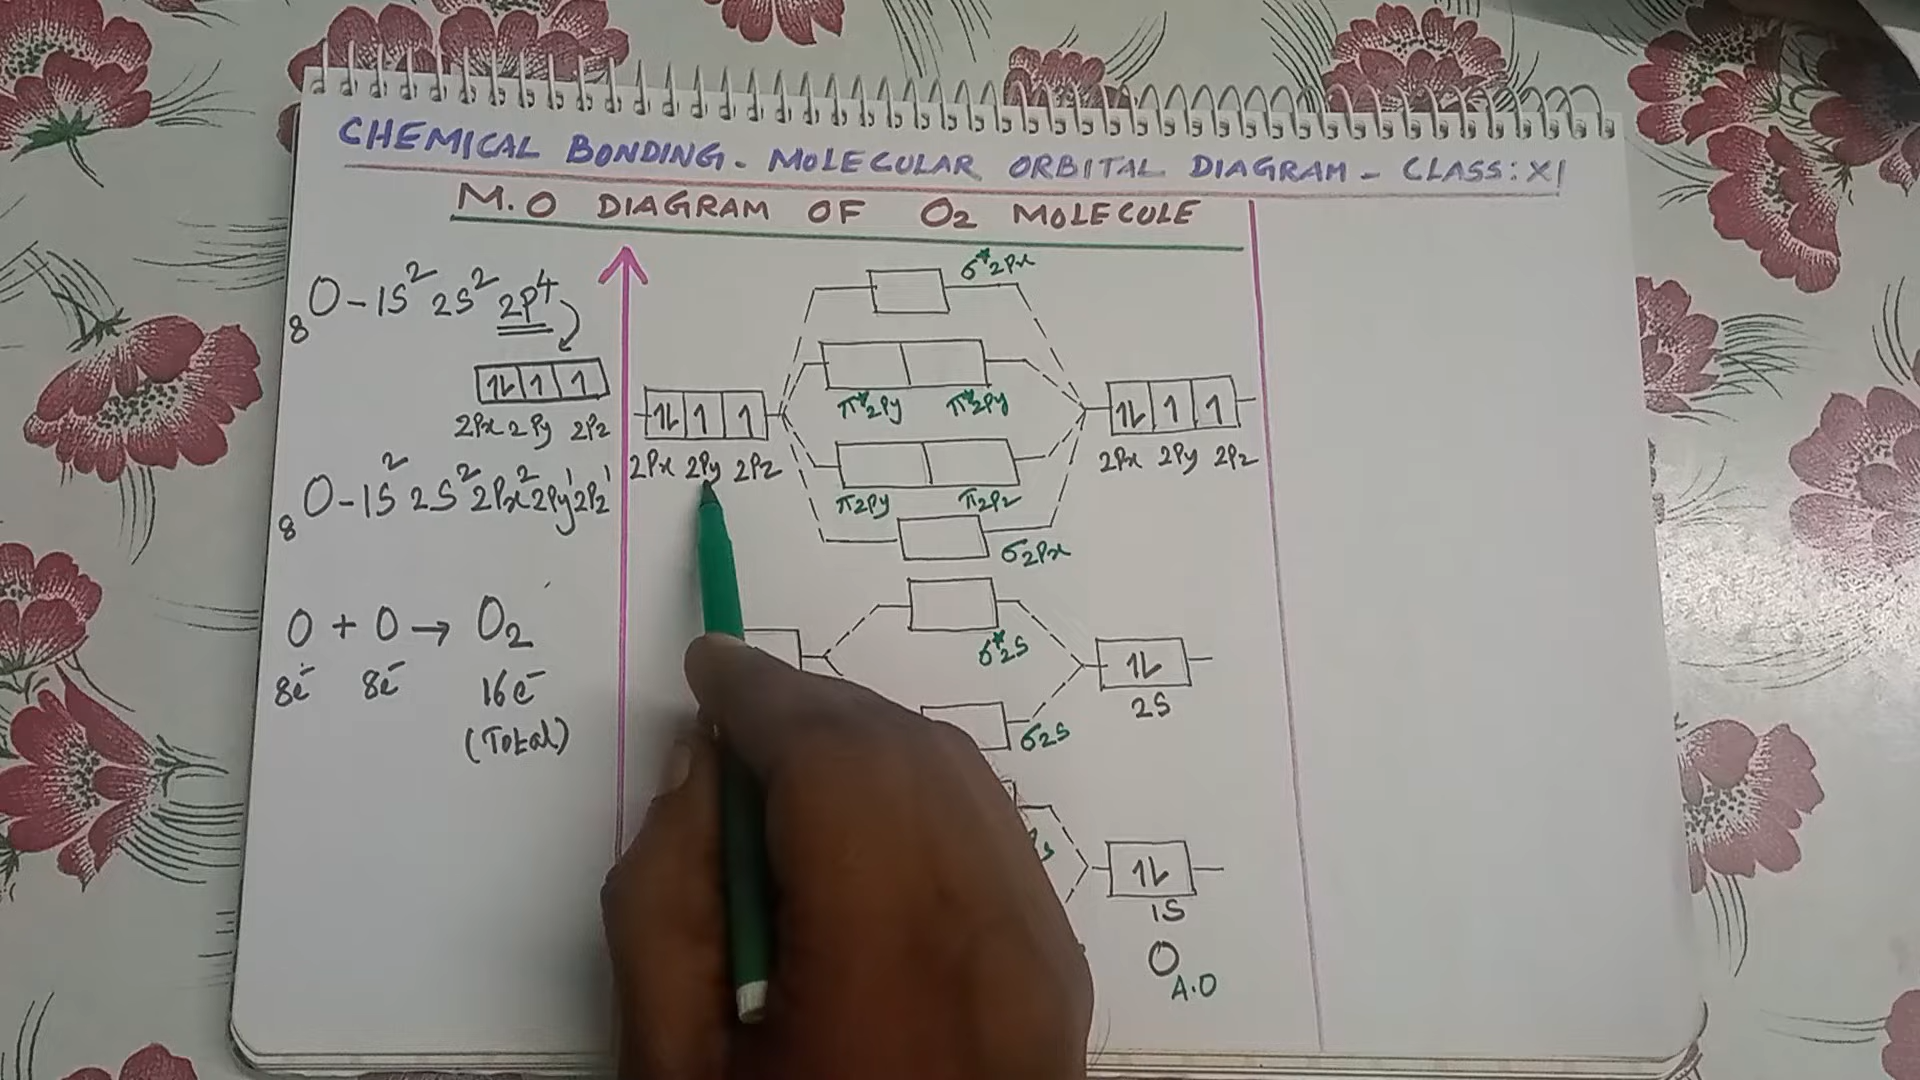 CHEMICAL BONDING - MOLECULAR ORBITAL DIAGRAM - CLASS: XI
M.O DIAGRAM OF O2 MOLECULE
8O - 1S² 2S² 2P⁴
1L 1 1
2Px 2Py 2Pz
8O - 1S² 2S² 2Px² 2Py¹ 2Pz¹
O + O → O2
8e⁻ 8e⁻ 16e⁻
(Total)
σ*2Px
π*2Py π*2Py
1L 1 1
2Px 2Py 2Pz
1L 1 1
2Px 2Py 2Pz
π2Py π2Pz
σ2Px
σ*2S
1L
2S
σ2S
1L
1S
O
A.O